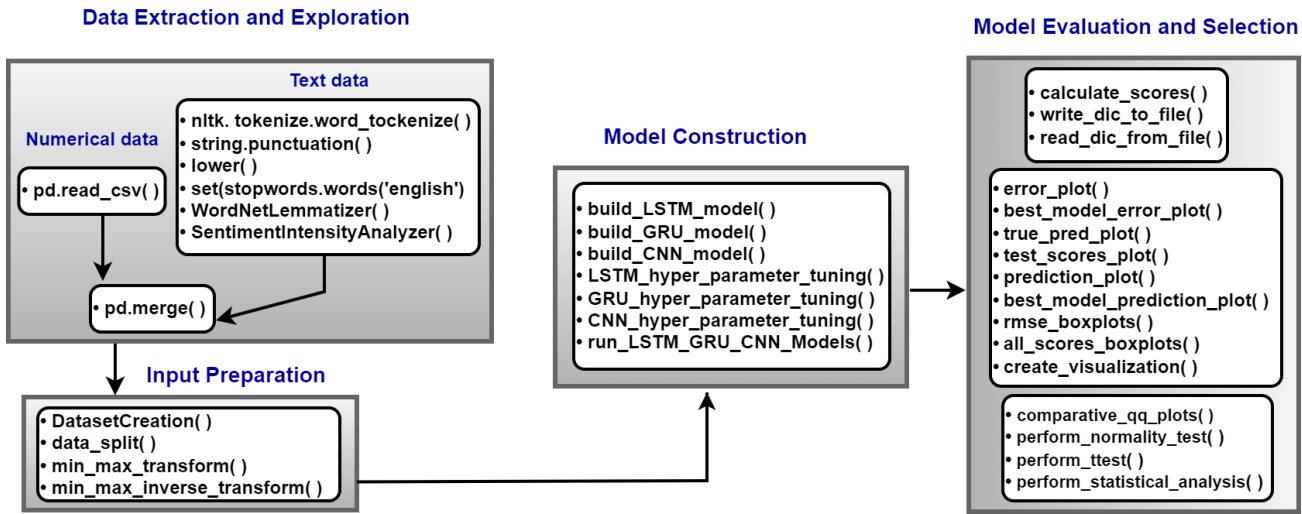 Data Extraction and Exploration
Text data
• nltk. tokenize.word_tockenize( )
• string.punctuation( )
• lower( )
• set(stopwords.words('english')
• WordNetLemmatizer( )
• SentimentIntensityAnalyzer( )
Numerical data
• pd.read_csv( )
• pd.merge( )
Input Preparation
• DatasetCreation( )
• data_split( )
• min_max_transform( )
• min_max_inverse_transform( )
Model Construction
• build_LSTM_model( )
• build_GRU_model( )
• build_CNN_model( )
• LSTM_hyper_parameter_tuning( )
• GRU_hyper_parameter_tuning( )
• CNN_hyper_parameter_tuning( )
• run_LSTM_GRU_CNN_Models( )
Model Evaluation and Selection
• calculate_scores( )
• write_dic_to_file( )
• read_dic_from_file( )
• error_plot( )
• best_model_error_plot( )
• true_pred_plot( )
• test_scores_plot( )
• prediction_plot( )
• best_model_prediction_plot( )
• rmse_boxplots( )
• all_scores_boxplots( )
• create_visualization( )
• comparative_qq_plots( )
• perform_normality_test( )
• perform_ttest( )
• perform_statistical_analysis( )